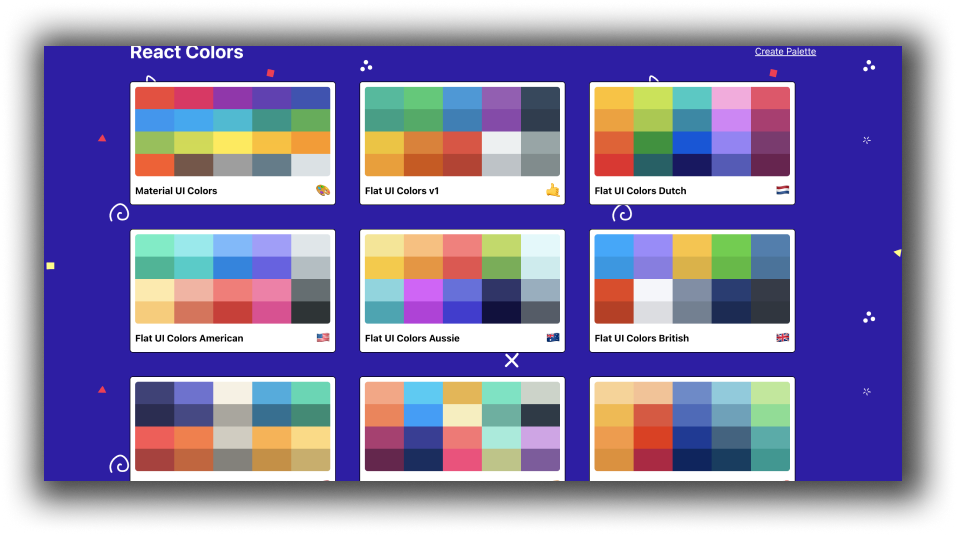 React Colors
Create Palette
Material UI Colors
Flat UI Colors v1
Flat UI Colors Dutch
Flat UI Colors American
Flat UI Colors Aussie
Flat UI Colors British